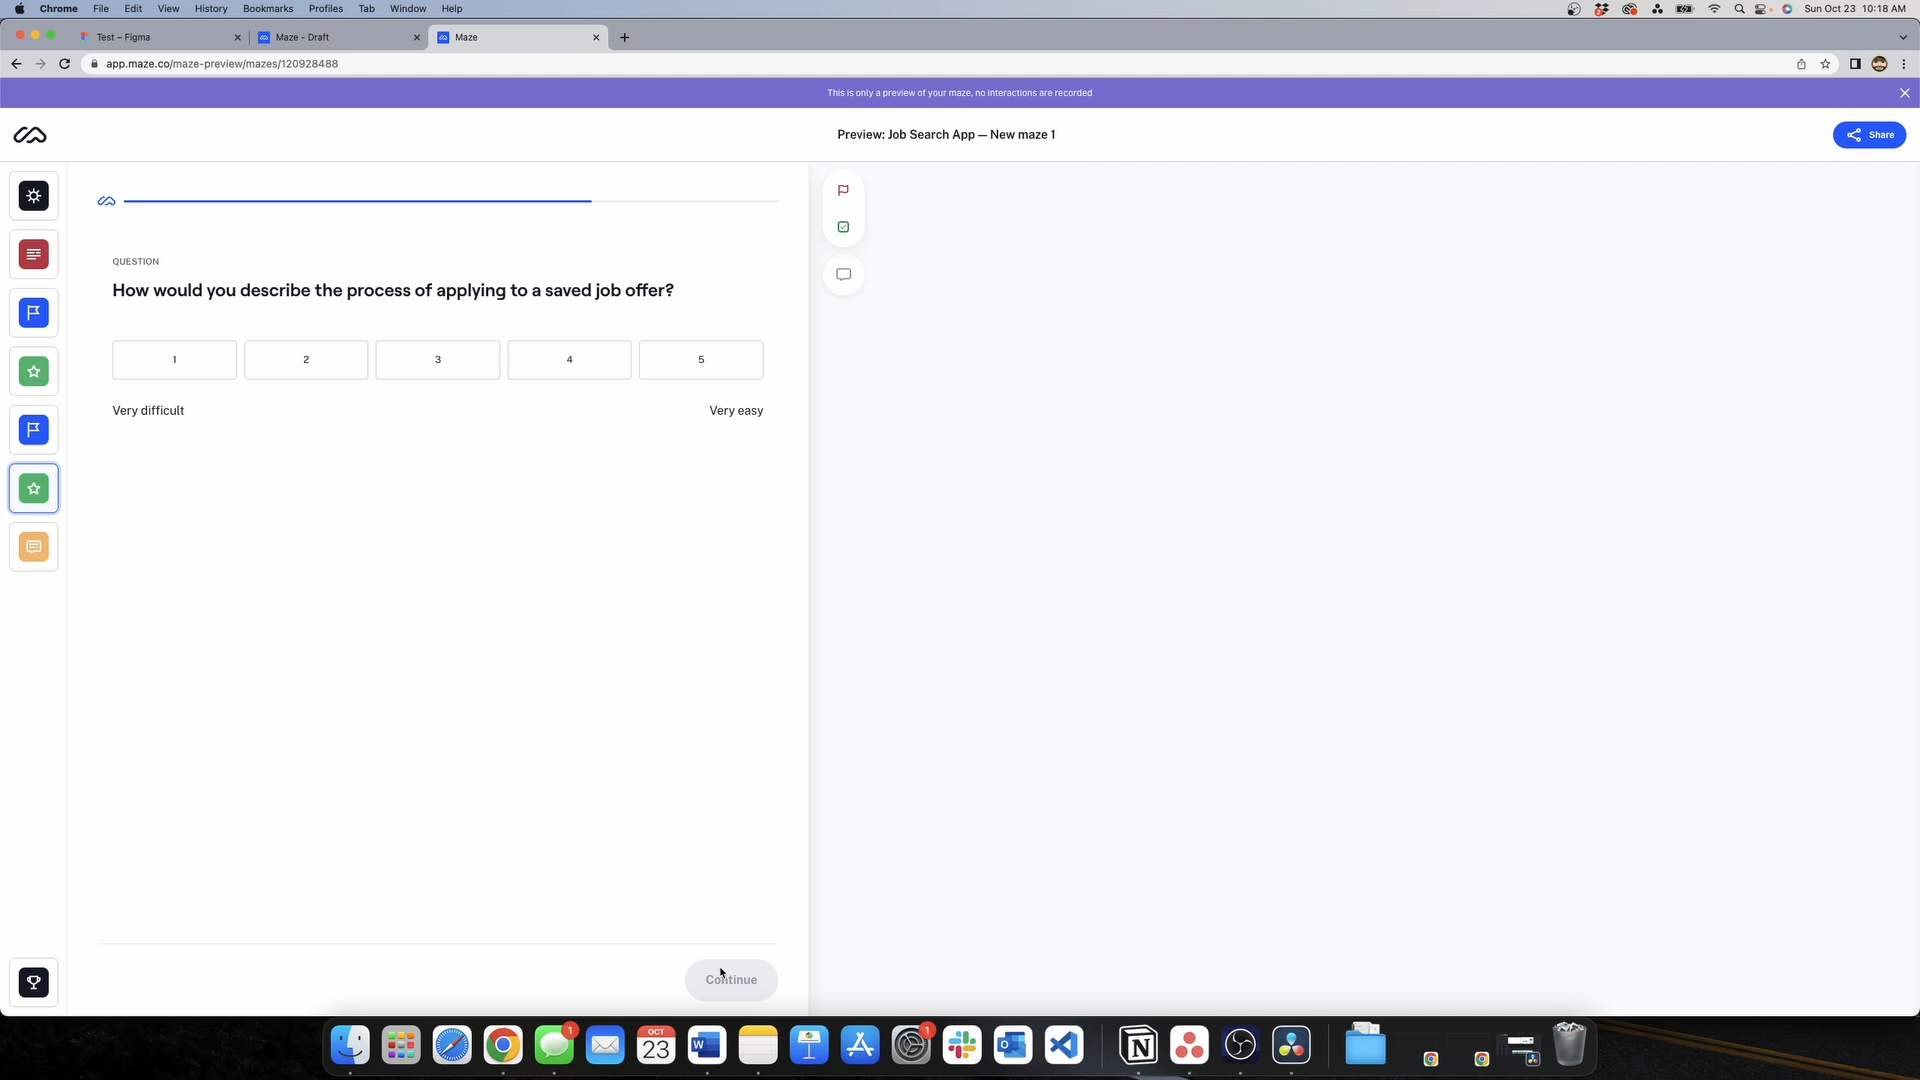 Chrome File Edit View History Bookmarks Profiles Tab Window Help
Sun Oct 23 10:18 AM
Test – Figma
Maze - Draft
Maze
app.maze.co/maze-preview/mazes/120928488
This is only a preview of your maze, no interactions are recorded
Preview: Job Search App — New maze 1
Share
QUESTION
How would you describe the process of applying to a saved job offer?
1 2 3 4 5
Very difficult Very easy
Continue
1
OCT
23
W
1